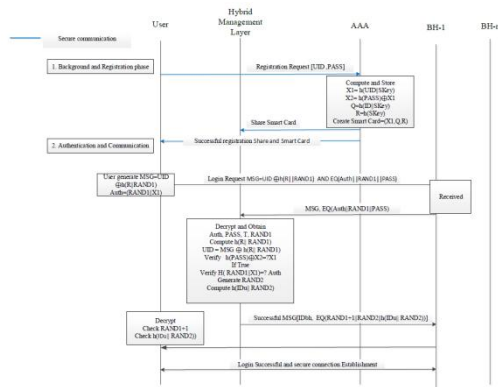 User
Hybrid
Management
Layer
AAA
BH-1
BH-n
Secure communication
1. Background and Registration phase
Registration Request [UID, PASS]
Compute and Store
X1= h(UID||SKey)
X2= h(PASS)⊕X1
Q=h(ID||SKey)
R=h(SKey)
Create Smart Card=(X1,Q,R)
Share Smart Card
Successful registration Share and Smart Card
2. Authentication and Communication
User generate MSG=UID
⊕h(R||RAND1)
Auth=(RAND1||X1)
Login Request MSG=UID ⊕h(R||RAND1) AND EQ(Auth||RAND1||PASS)
Received
MSG, EQ(Auth||RAND1||PASS)
Decrypt and Obtain
Auth, PASS, T, RAND1
Compute h(R||RAND1)
UID = MSG ⊕ h(R||RAND1)
Verify h(PASS)⊕X2=?X1
If True
Verify H(RAND1||X1)=? Auth
Generate RAND2
Compute h(IDu||RAND2)
Successful MSG[IDbh, EQ(RAND1+1||RAND2||h(IDu||RAND2))]
Decrypt
Check RAND1+1
Check h(IDu||RAND2))
Login Successful and secure connection Establishment